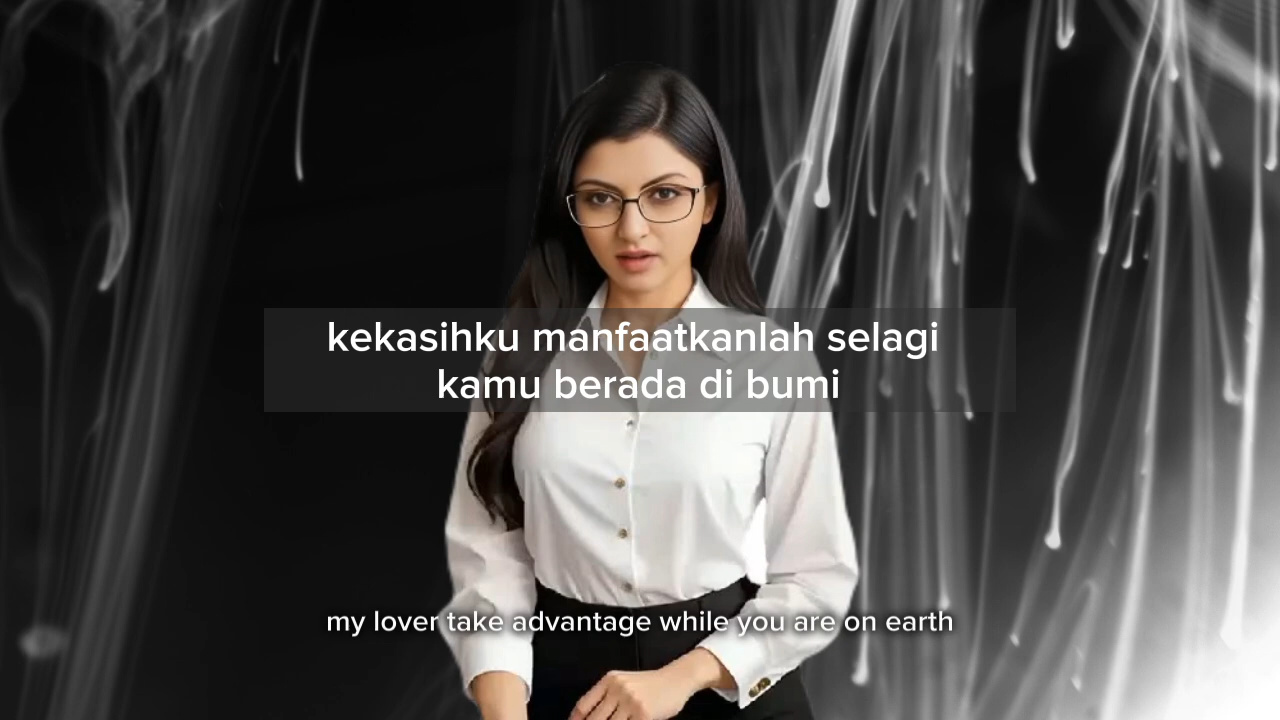 kekasihku manfaatkanlah selagi
kamu berada di bumi
my lover take advantage while you are on earth